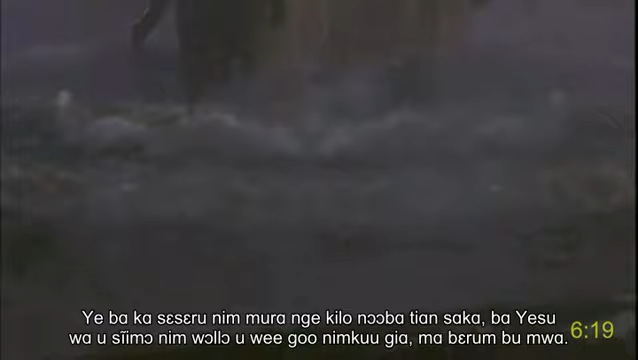 Ye ba ka sɛsɛru nim mura nge kilo nɔɔba tian saka, ba Yesu
wa u sĩimɔ nim wɔllɔ u wee goo nimkuu gia, ma bɛrum bu mwa.
6:19